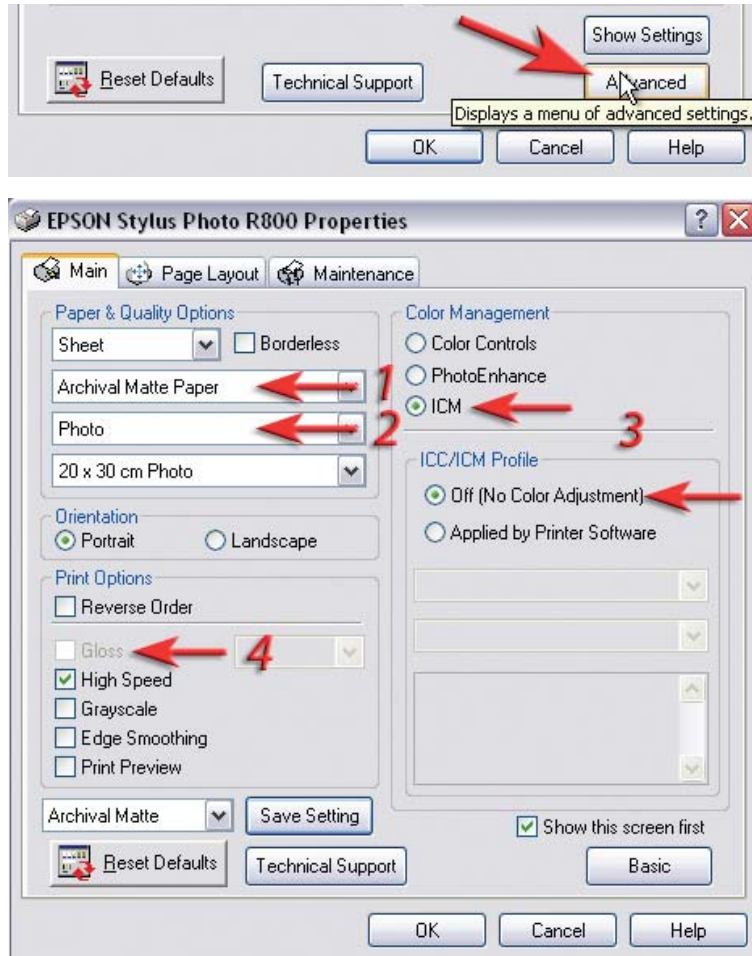 Show Settings
Reset Defaults Technical Support Advanced
Displays a menu of advanced settings.
OK Cancel Help
EPSON Stylus Photo R800 Properties
Main Page Layout Maintenance
Paper & Quality Options
Sheet Borderless
Archival Matte Paper 1
Photo 2
20 x 30 cm Photo
Orientation
Portrait Landscape
Print Options
Reverse Order
Gloss 4
High Speed
Grayscale
Edge Smoothing
Print Preview
Archival Matte Save Setting
Reset Defaults Technical Support
Color Management
Color Controls
PhotoEnhance
ICM
3
ICC/ICM Profile
Off (No Color Adjustment)
Applied by Printer Software
Show this screen first
Basic
OK Cancel Help